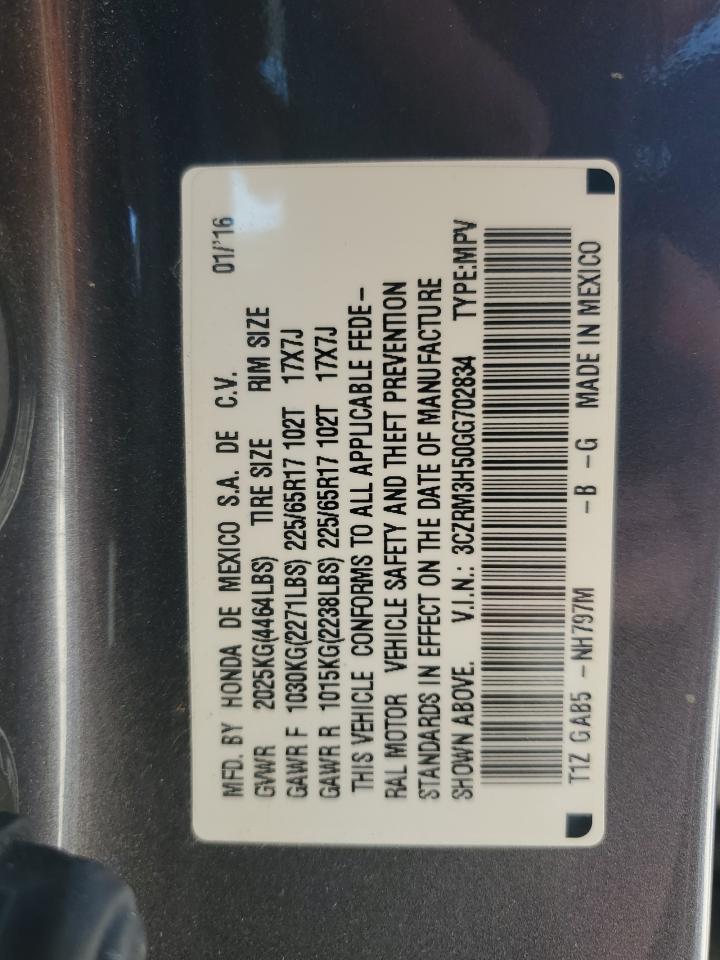 MFD. BY HONDA DE MEXICO S.A. DE C.V. 01/'16
GVWR 2025KG(4464LBS) TIRE SIZE RIM SIZE
GAWR F 1030KG(2271LBS) 225/65R17 102T 17X7J
GAWR R 1015KG(2238LBS) 225/65R17 102T 17X7J
THIS VEHICLE CONFORMS TO ALL APPLICABLE FEDE-
RAL MOTOR VEHICLE SAFETY AND THEFT PREVENTION
STANDARDS IN EFFECT ON THE DATE OF MANUFACTURE
SHOWN ABOVE. V.I.N.: 3CZRM3H50GG702834 TYPE:MPV
T1Z GAB5 -NH797M -B -G MADE IN MEXICO